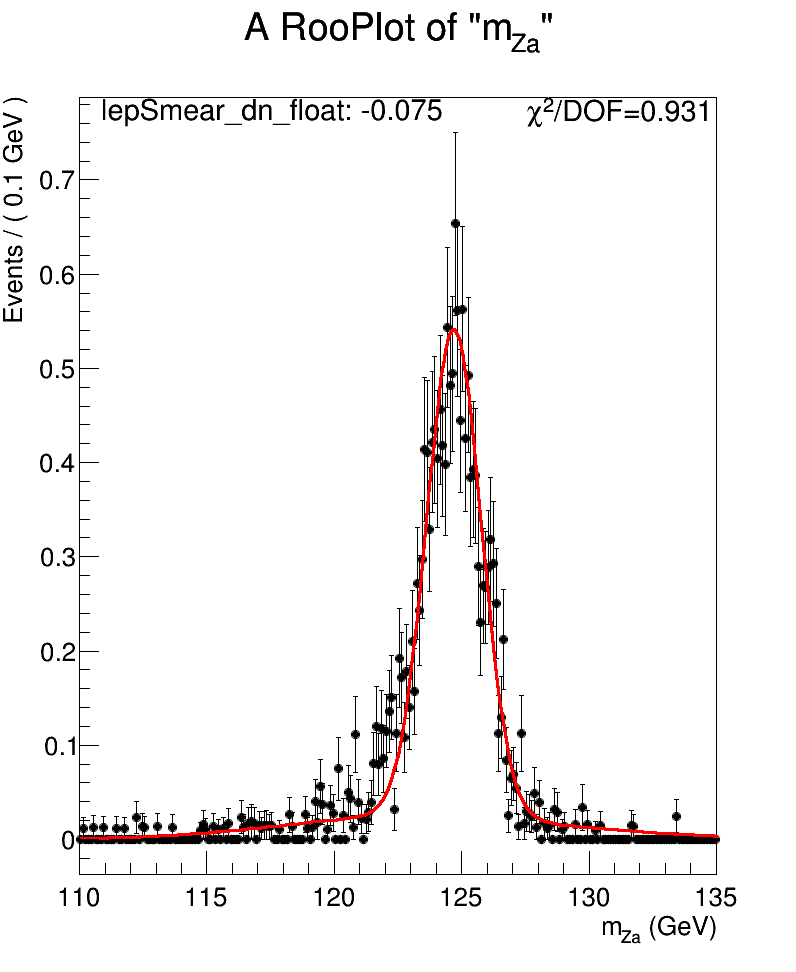 A RooPlot of "m_Za"
lepSmear_dn_float: -0.075
χ²/DOF=0.931
Events / ( 0.1 GeV )
0.7
0.6
0.5
0.4
0.3
0.2
0.1
0
110 115 120 125 130 135
m_Za (GeV)